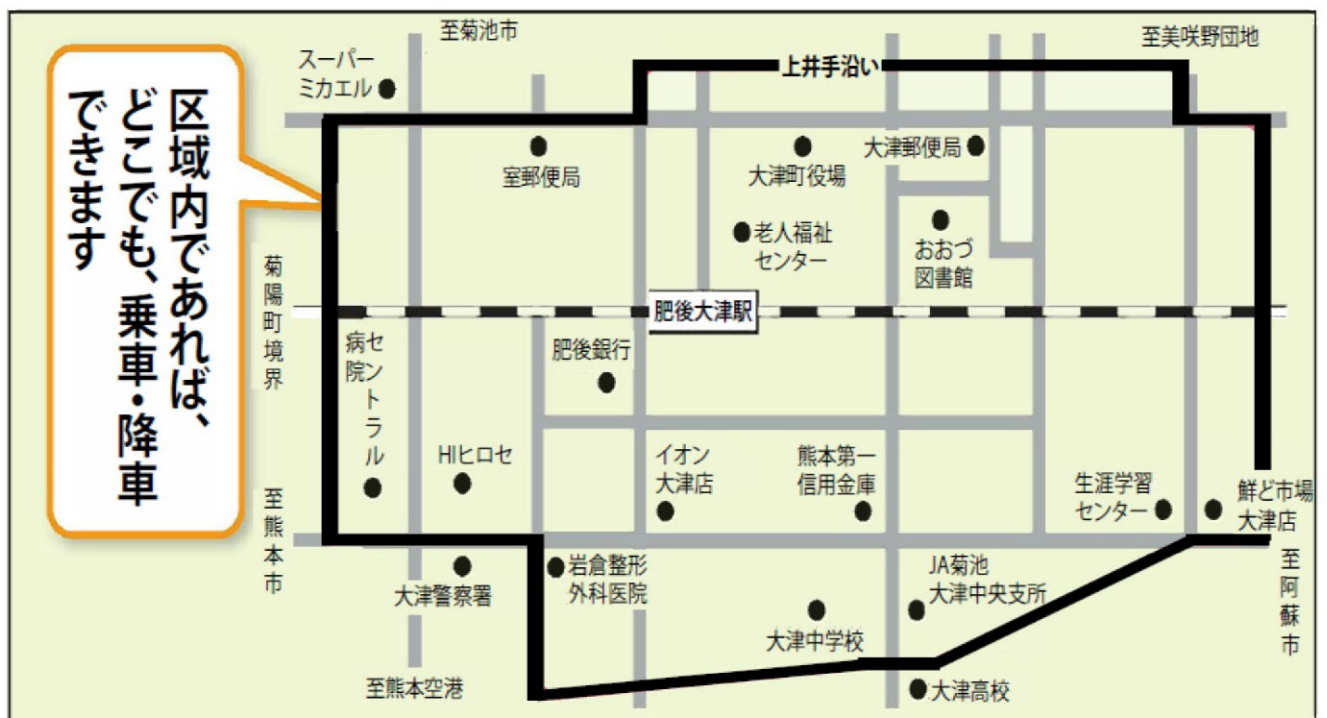 区域内であれば、
どこでも、乗車・降車
できます
至菊池市
スーパー
ミカエル
上井手沿い
至美咲野団地
室郵便局
大津町役場
大津郵便局
老人福祉
センター
おおづ
図書館
菊陽町境界
肥後大津駅
セントラル
病院
肥後銀行
HIヒロセ
イオン
大津店
熊本第一
信用金庫
生涯学習
センター
鮮ど市場
大津店
至熊本市
大津警察署
岩倉整形
外科医院
JA菊池
大津中央支所
至阿蘇市
大津中学校
至熊本空港
大津高校